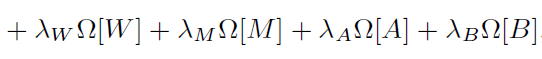 + λ_W Ω[W] + λ_M Ω[M] + λ_A Ω[A] + λ_B Ω[B]